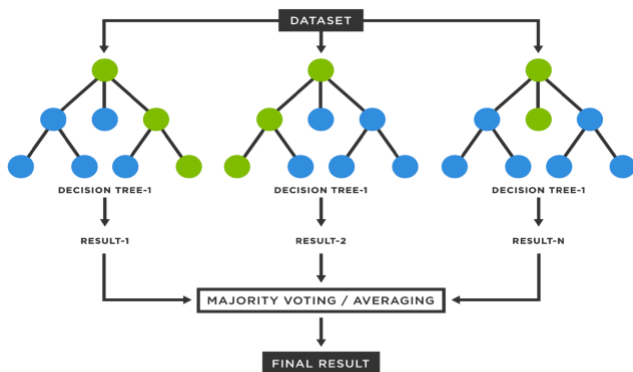 DATASET
DECISION TREE-1
DECISION TREE-1
DECISION TREE-1
RESULT-1
RESULT-2
RESULT-N
MAJORITY VOTING / AVERAGING
FINAL RESULT